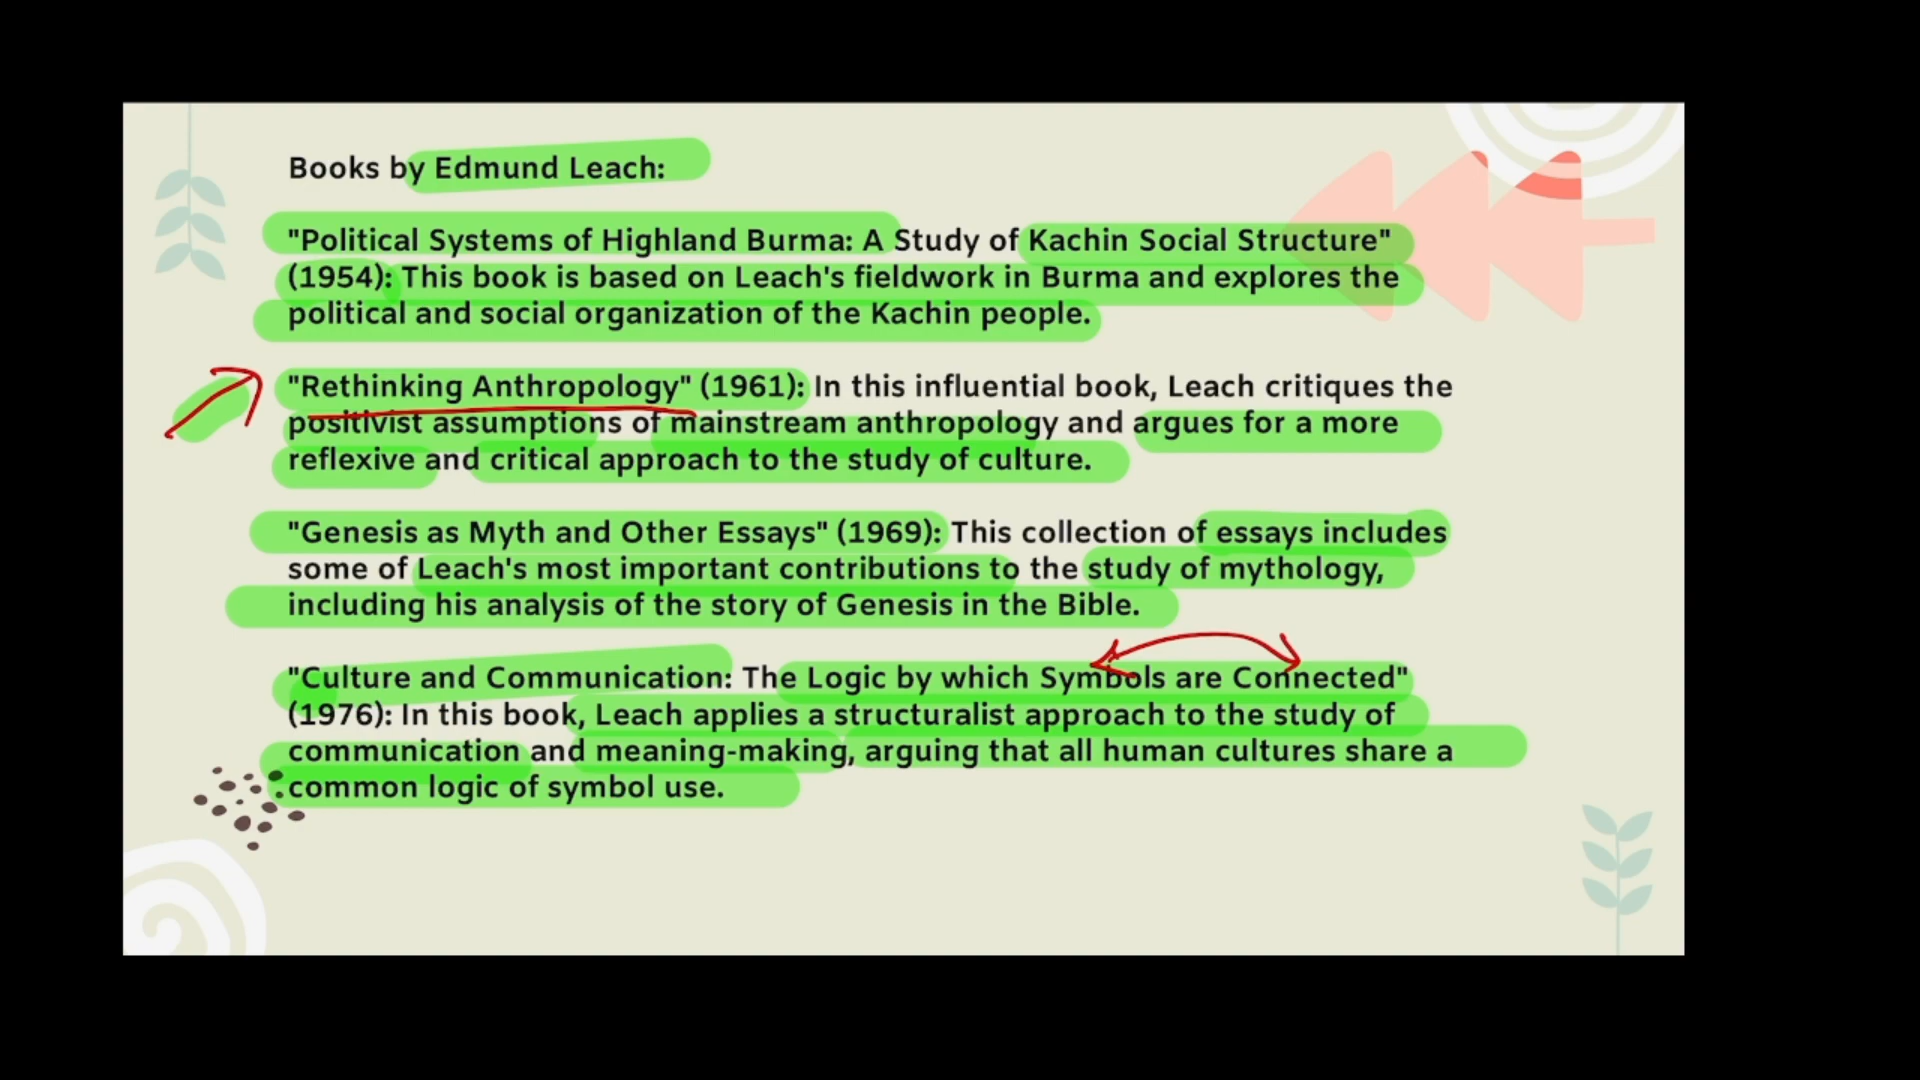 Books by Edmund Leach:
"Political Systems of Highland Burma: A Study of Kachin Social Structure"
(1954): This book is based on Leach's fieldwork in Burma and explores the
political and social organization of the Kachin people.
"Rethinking Anthropology" (1961): In this influential book, Leach critiques the
positivist assumptions of mainstream anthropology and argues for a more
reflexive and critical approach to the study of culture.
"Genesis as Myth and Other Essays" (1969): This collection of essays includes
some of Leach's most important contributions to the study of mythology,
including his analysis of the story of Genesis in the Bible.
"Culture and Communication: The Logic by which Symbols are Connected"
(1976): In this book, Leach applies a structuralist approach to the study of
communication and meaning-making, arguing that all human cultures share a
common logic of symbol use.